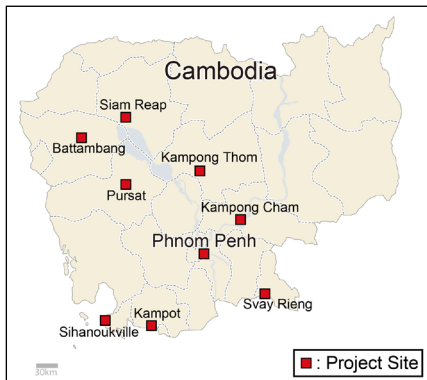 Cambodia
Siam Reap
Battambang
Kampong Thom
Pursat
Kampong Cham
Phnom Penh
Svay Rieng
Kampot
Sihanoukville
30km
: Project Site